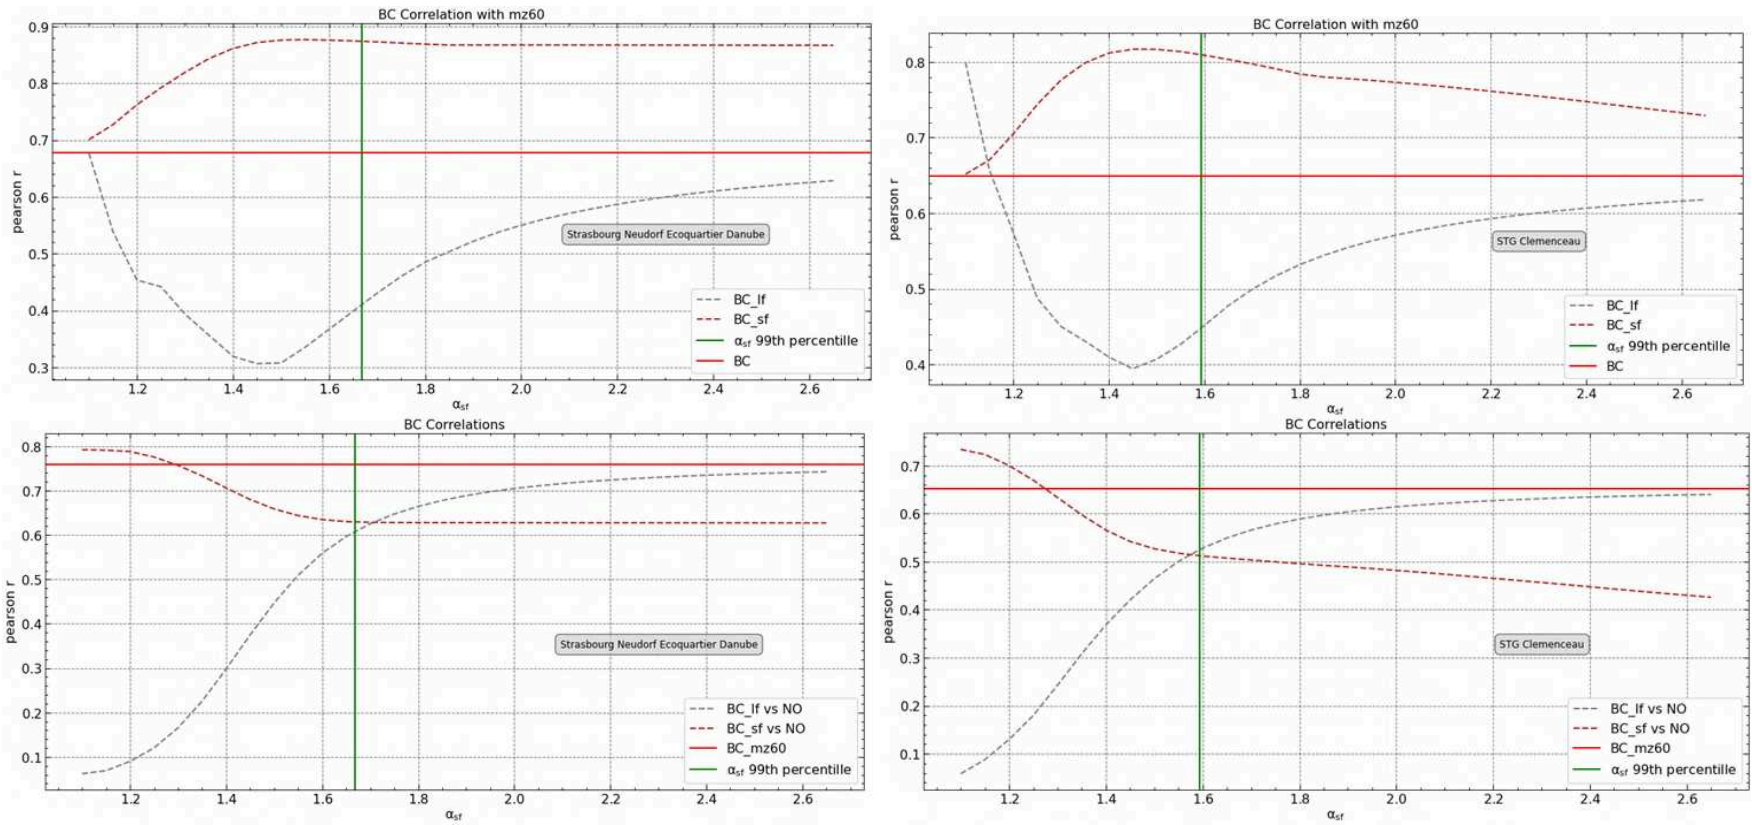 BC Correlation with mz60
0.9
0.8
0.7
0.6
0.5
0.4
0.3
pearson r
1.2 1.4 1.6 1.8 2.0 2.2 2.4 2.6
αsf
Strasbourg Neudorf Ecoquartier Danube
BC_lf
BC_sf
αsf 99th percentille
BC
BC Correlation with mz60
0.8
0.7
0.6
0.5
0.4
pearson r
1.2 1.4 1.6 1.8 2.0 2.2 2.4 2.6
αsf
STG Clemenceau
BC_lf
BC_sf
αsf 99th percentille
BC
BC Correlations
0.8
0.7
0.6
0.5
0.4
0.3
0.2
0.1
pearson r
1.2 1.4 1.6 1.8 2.0 2.2 2.4 2.6
αsf
Strasbourg Neudorf Ecoquartier Danube
BC_lf vs NO
BC_sf vs NO
BC_mz60
αsf 99th percentille
BC Correlations
0.7
0.6
0.5
0.4
0.3
0.2
0.1
pearson r
1.2 1.4 1.6 1.8 2.0 2.2 2.4 2.6
αsf
STG Clemenceau
BC_lf vs NO
BC_sf vs NO
BC_mz60
αsf 99th percentille